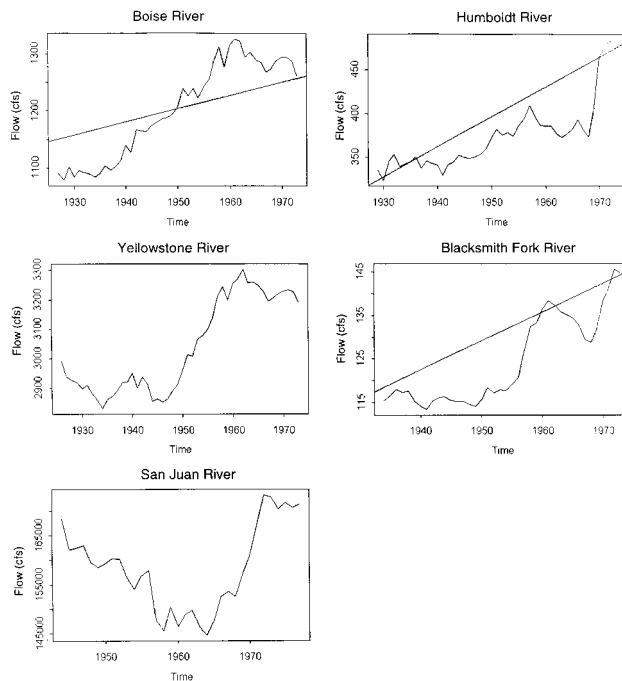 Boise River
Flow (cfs)
1300
1200
1100
1930 1940 1950 1960 1970
Time
Humboldt River
Flow (cfs)
450
400
350
1930 1940 1950 1960 1970
Time
Yellowstone River
Flow (cfs)
3300
3200
3100
3000
2900
1930 1940 1950 1960 1970
Time
Blacksmith Fork River
Flow (cfs)
145
135
125
115
1940 1950 1960 1970
Time
San Juan River
Flow (cfs)
165000
155000
145000
1950 1960 1970
Time